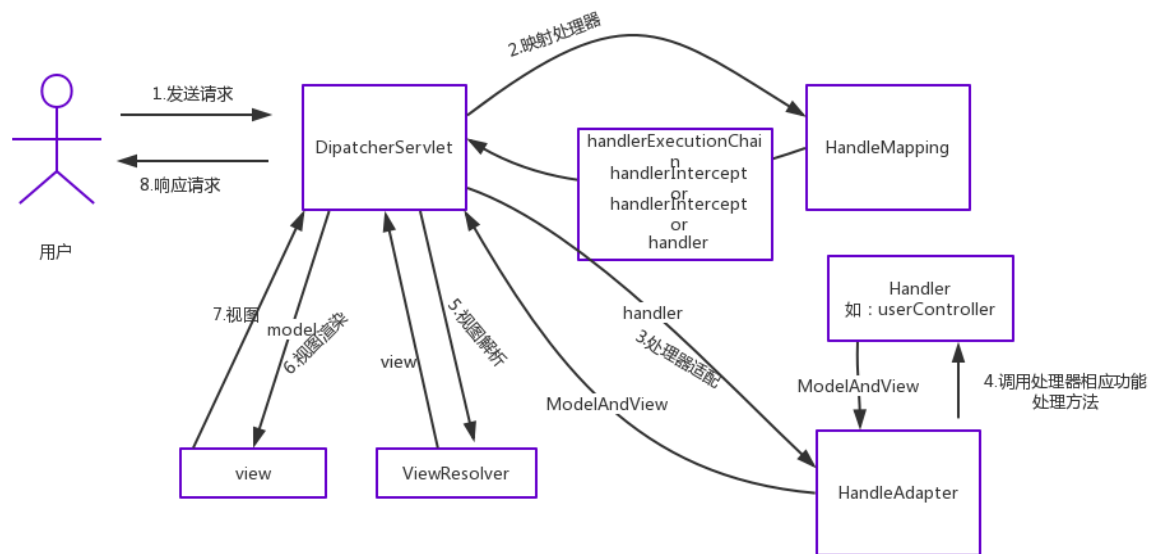 2.映射处理器
1.发送请求
DipatcherServlet
8.响应请求
用户
handlerExecutionChai
n
handlerIntercept
or
handlerIntercept
or
handler
HandleMapping
Handler
如：userController
7.视图
model
6.视图渲染
view
5.视图解析
handler
3.处理器适配
ModelAndView
ModelAndView
4.调用处理器相应功能
处理方法
view
ViewResolver
HandleAdapter